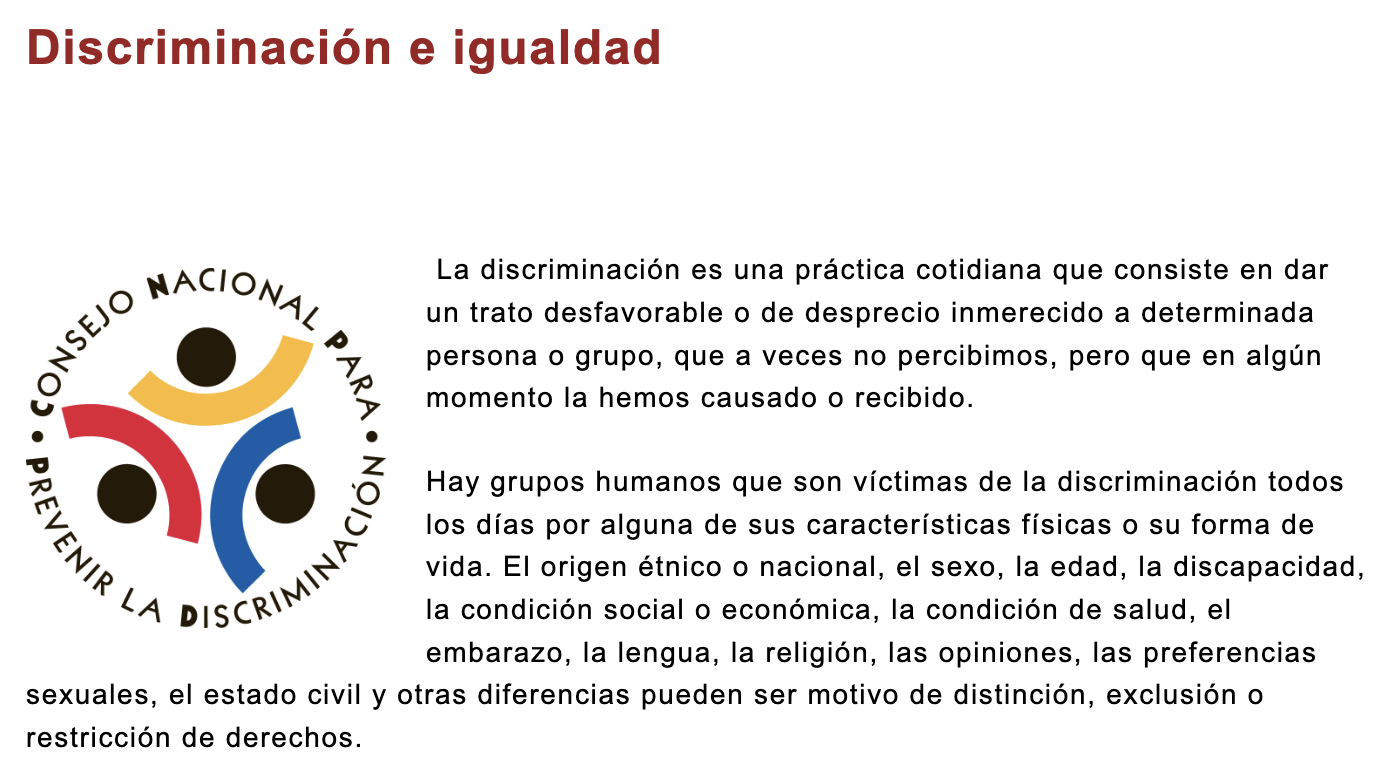 Discriminación e igualdad
CONSEJO NACIONAL PARA
PREVENIR LA DISCRIMINACIÓN
La discriminación es una práctica cotidiana que consiste en dar
un trato desfavorable o de desprecio inmerecido a determinada
persona o grupo, que a veces no percibimos, pero que en algún
momento la hemos causado o recibido.
Hay grupos humanos que son víctimas de la discriminación todos
los días por alguna de sus características físicas o su forma de
vida. El origen étnico o nacional, el sexo, la edad, la discapacidad,
la condición social o económica, la condición de salud, el
embarazo, la lengua, la religión, las opiniones, las preferencias
sexuales, el estado civil y otras diferencias pueden ser motivo de distinción, exclusión o
restricción de derechos.